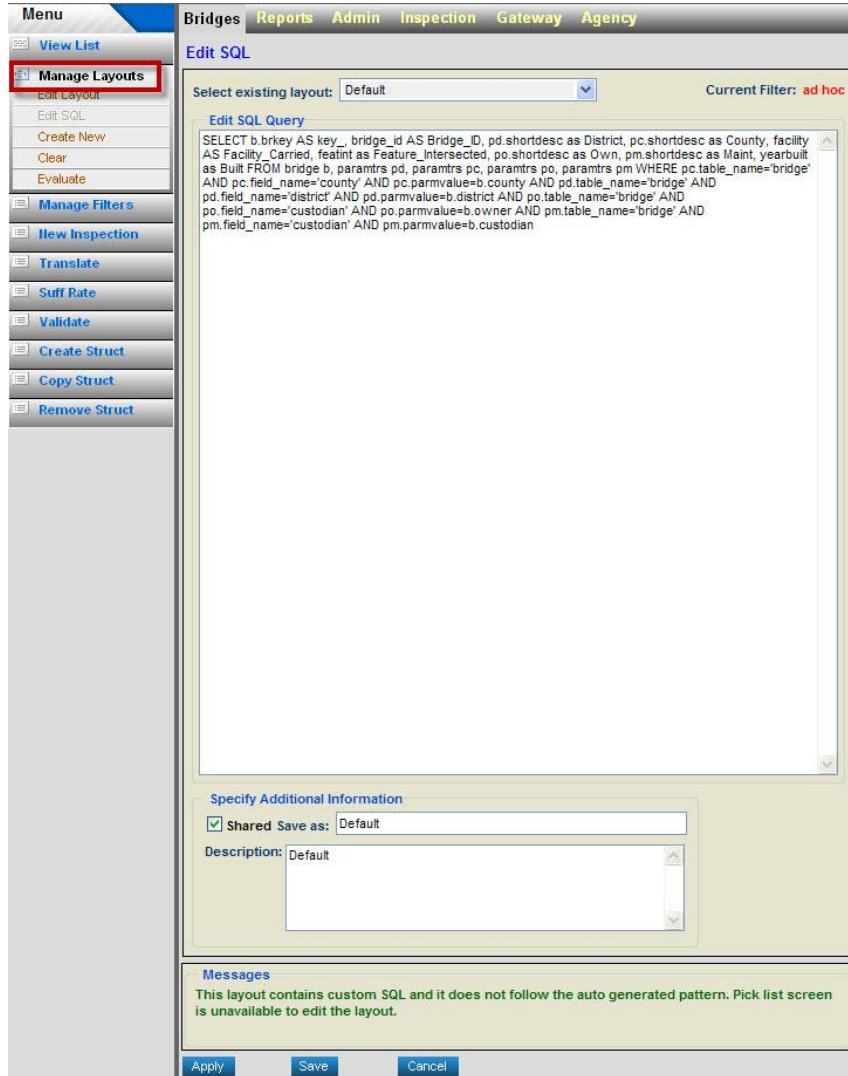 Menu
Bridges Reports Admin Inspection Gateway Agency
View List
Manage Layouts
Edit Layout
Edit SQL
Create New
Clear
Evaluate
Manage Filters
New Inspection
Translate
Suff Rate
Validate
Create Struct
Copy Struct
Remove Struct
Edit SQL
Select existing layout: Default
Current Filter: ad hoc
Edit SQL Query
SELECT b.brkey AS key_, bridge_id AS Bridge_ID, pd.shortdesc as District, pc.shortdesc as County, facility
AS Facility_Carried, featint as Feature_Intersected, po.shortdesc as Own, pm.shortdesc as Maint, yearbuilt
as Built FROM bridge b, paramtrs pd, paramtrs pc, paramtrs po, paramtrs pm WHERE pc.table_name='bridge'
AND pc.field_name='county' AND pc.parmvalue=b.county AND pd.table_name='bridge' AND
pd.field_name='district' AND pd.parmvalue=b.district AND po.table_name='bridge' AND
po.field_name='custodian' AND po.parmvalue=b.owner AND pm.table_name='bridge' AND
pm.field_name='custodian' AND pm.parmvalue=b.custodian
Specify Additional Information
Shared Save as: Default
Description: Default
Messages
This layout contains custom SQL and it does not follow the auto generated pattern. Pick list screen
is unavailable to edit the layout.
Apply Save Cancel